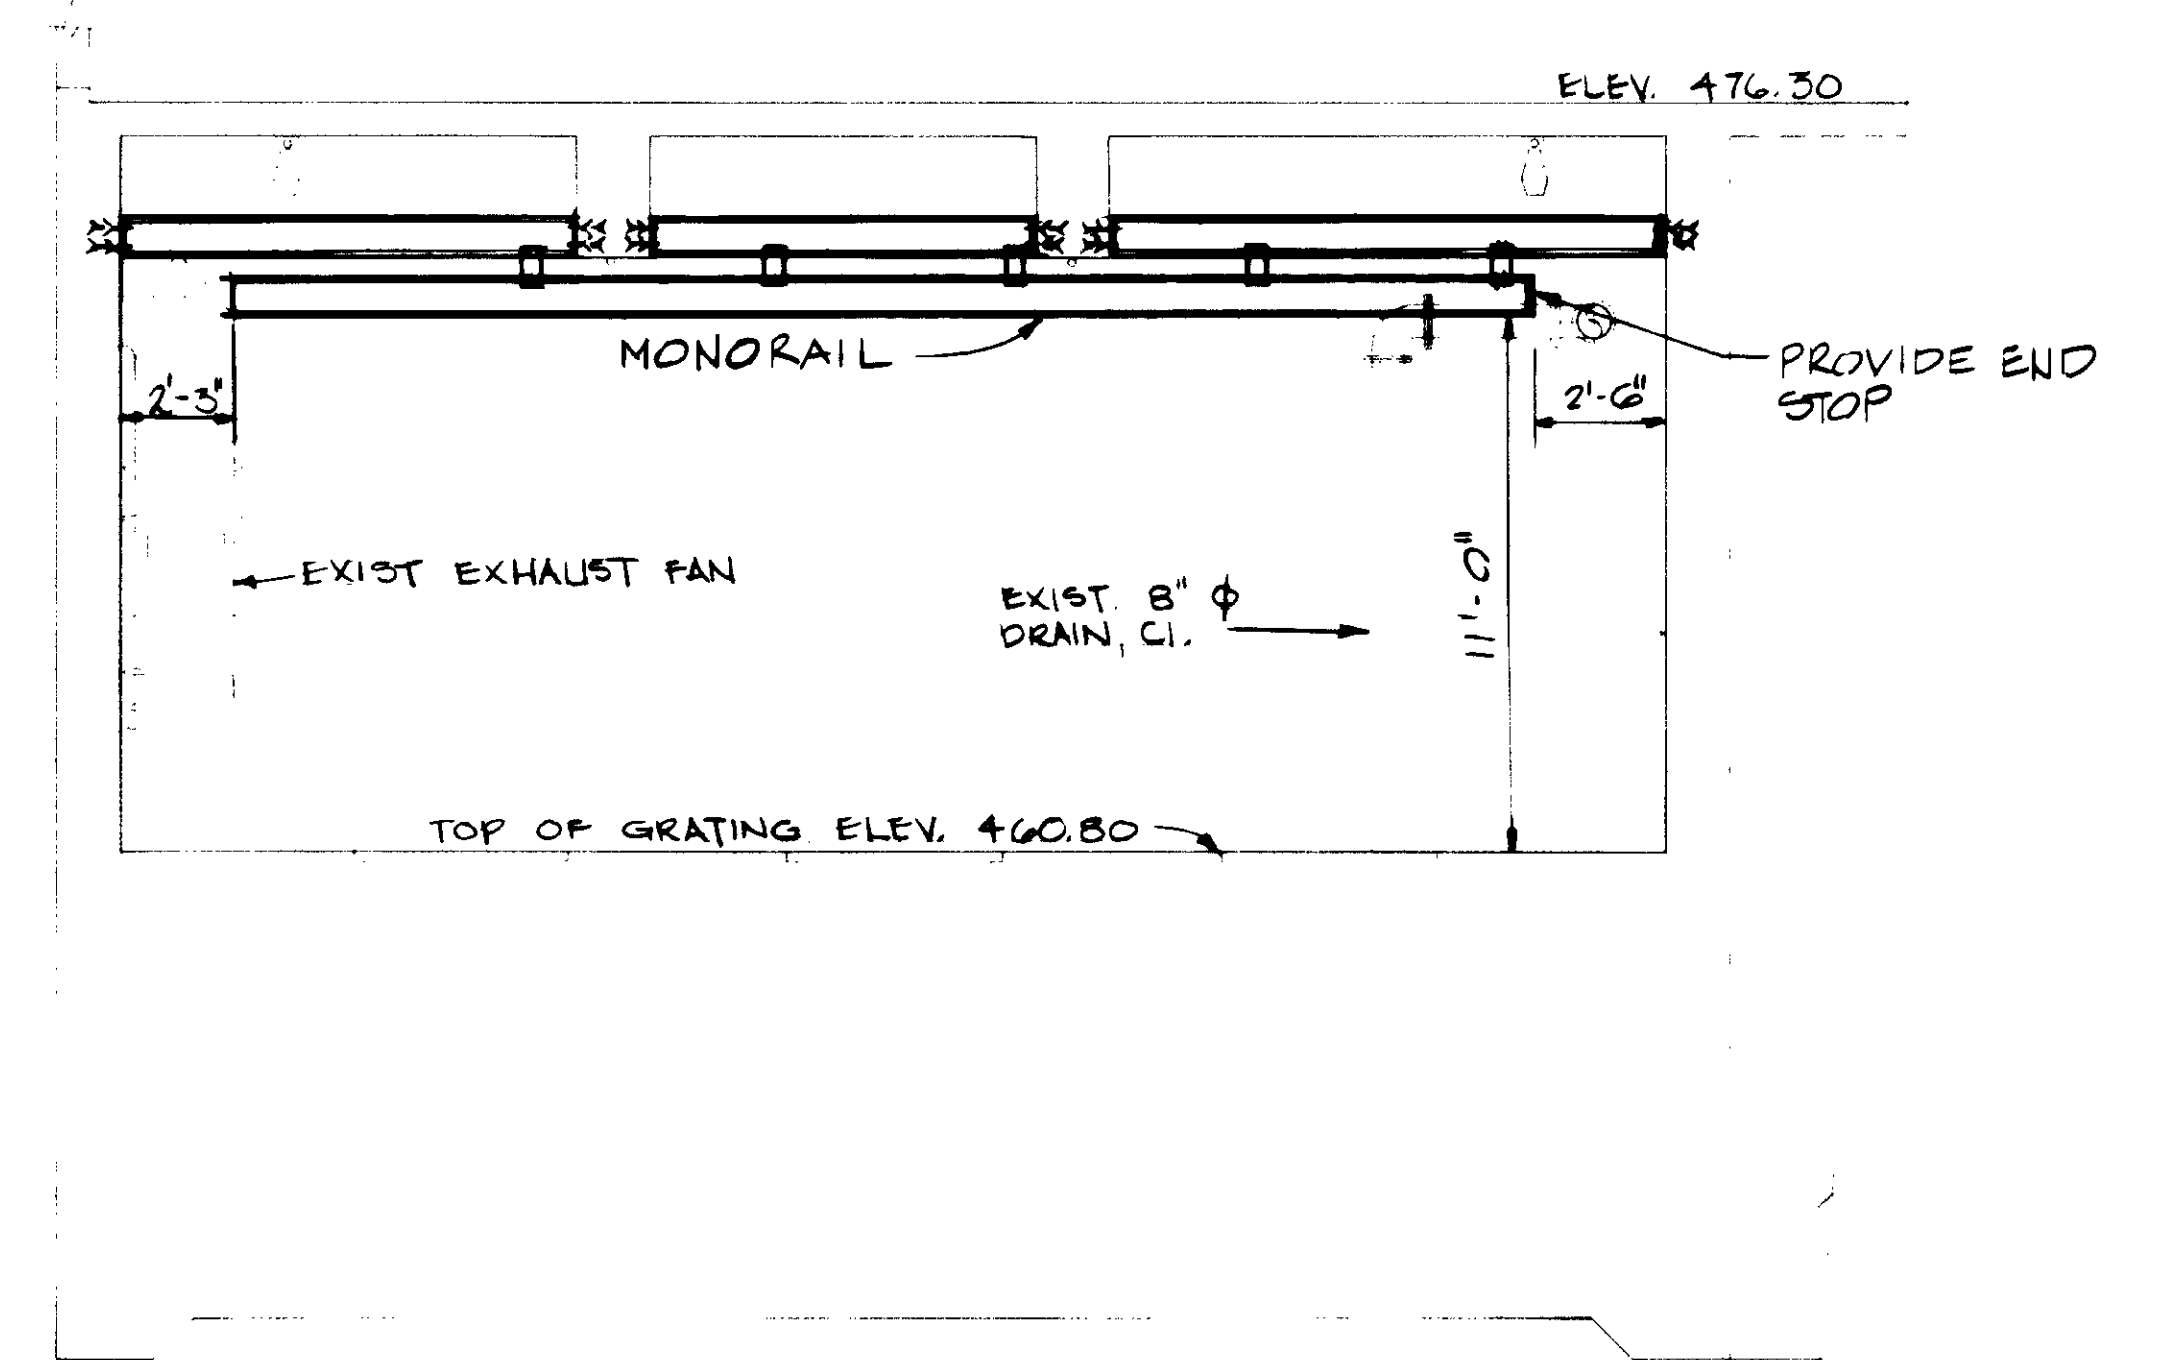 ELEV. 476.30
MONORAIL
PROVIDE END
STOP
2'-3"
2'-6"
EXIST EXHAUST FAN
EXIST. 8" ϕ
DRAIN, CI.
11'-0"
TOP OF GRATING ELEV. 460.80